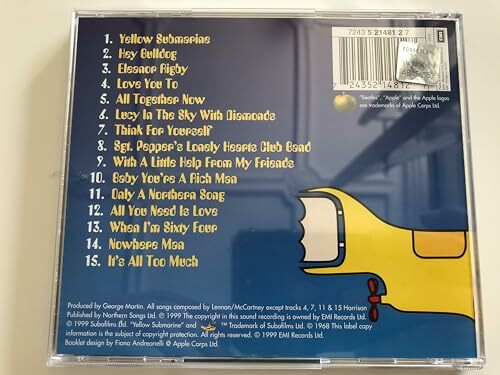 1. Yellow Submarine
2. Hey Bulldog
3. Eleanor Rigby
4. Love You To
5. All Together Now
6. Lucy In The Sky With Diamonds
7. Think For Yourself
8. Sgt. Pepper's Lonely Hearts Club Band
9. With A Little Help From My Friends
10. Baby You're A Rich Man
11. Only A Northern Song
12. All You Need Is Love
13. When I'm Sixty Four
14. Nowhere Man
15. It's All Too Much
7243 5 21481 2 7
7 24352 14812 7
EMI
"Beatles", "Apple" and the Apple logos
are trademarks of Apple Corps Ltd.
Produced by George Martin. All songs composed by Lennon/McCartney except tracks 4, 7, 11 & 15 Harrison
Published by Northern Songs Ltd. ℗ 1999 The copyright in this sound recording is owned by EMI Records Ltd.
© 1999 Subafilms Ltd. "Yellow Submarine" and ™ Trademark of Subafilms Ltd. © 1968 This label copy
information is the subject of copyright protection. All rights reserved. © 1999 EMI Records Ltd.
Booklet design by Fiona Andreanelli @ Apple Corps Ltd.